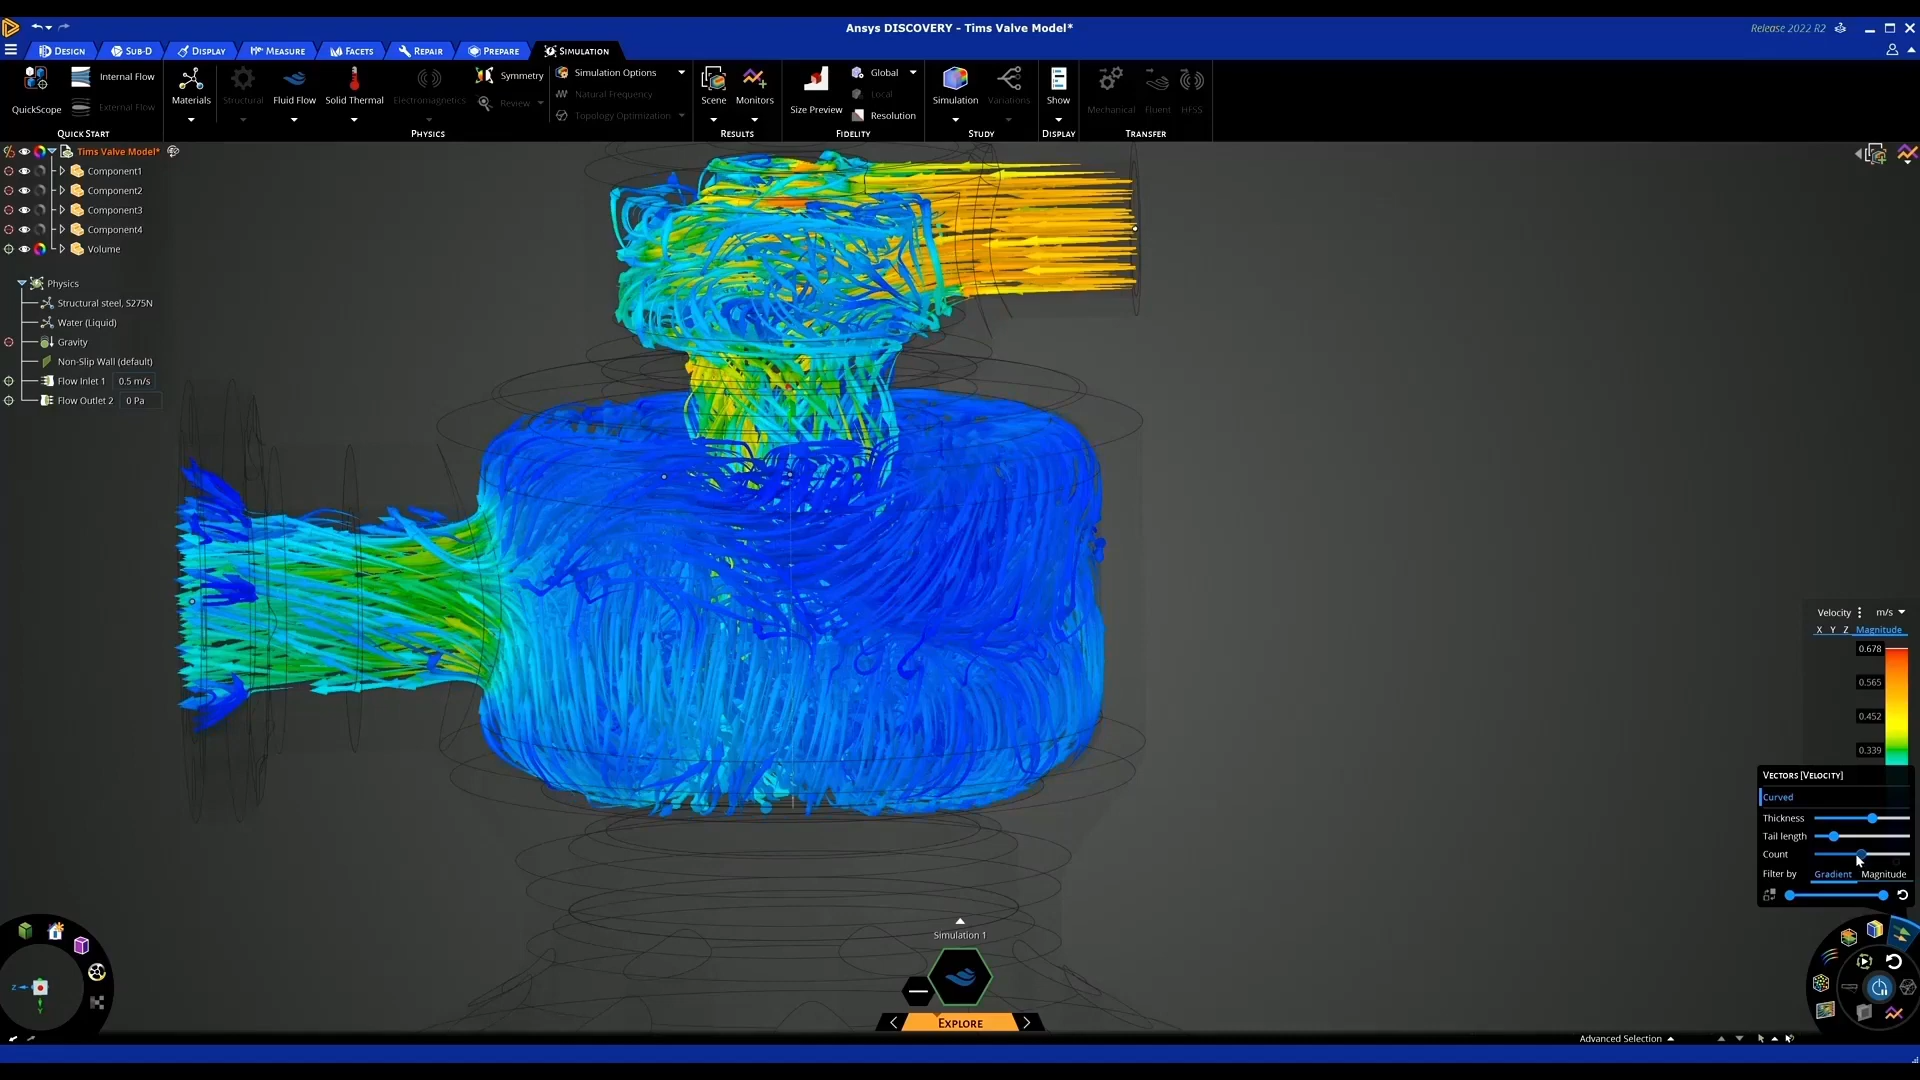 Ansys DISCOVERY - Tims Valve Model*
Release 2022 R2
DESIGN SUB-D DISPLAY MEASURE FACETS REPAIR PREPARE SIMULATION
QuickScope
Internal Flow
External Flow
QUICK START
Materials
Structural
Fluid Flow
Solid Thermal
Electromagnetics
Symmetry
Review
Simulation Options
Natural Frequency
Topology Optimization
PHYSICS
Scene
Monitors
RESULTS
Size Preview
Global
Local
Resolution
FIDELITY
Simulation
Variations
STUDY
Show
DISPLAY
Mechanical
Fluent
HFSS
TRANSFER
Tims Valve Model*
Component1
Component2
Component3
Component4
Volume
Physics
Structural steel, S275N
Water (Liquid)
Gravity
Non-Slip Wall (default)
Flow Inlet 1 0.5 m/s
Flow Outlet 2 0 Pa
Velocity m/s
X Y Z Magnitude
0.678
0.565
0.452
0.339
VECTORS [VELOCITY]
Curved
Thickness
Tail length
Count
Filter by Gradient Magnitude
Z
Y
Simulation 1
EXPLORE
Advanced Selection